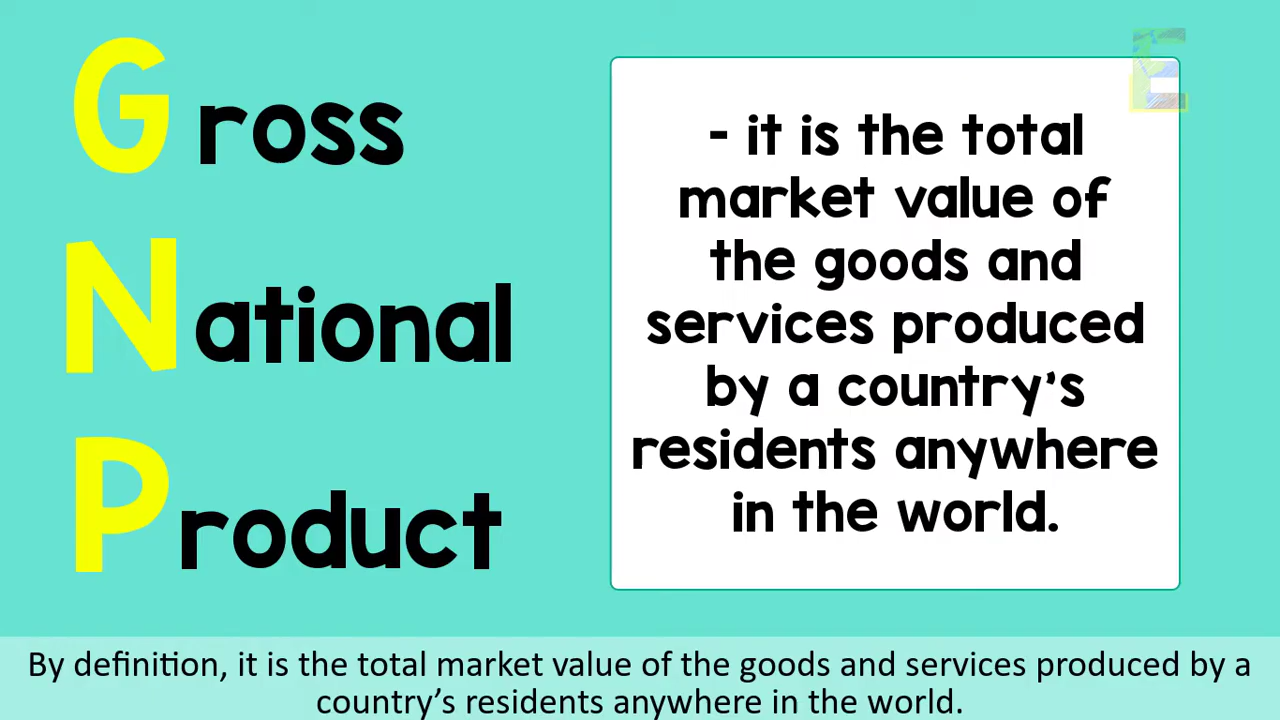 Gross
National
Product
- it is the total
market value of
the goods and
services produced
by a country's
residents anywhere
in the world.
E
By definition, it is the total market value of the goods and services produced by a
country’s residents anywhere in the world.